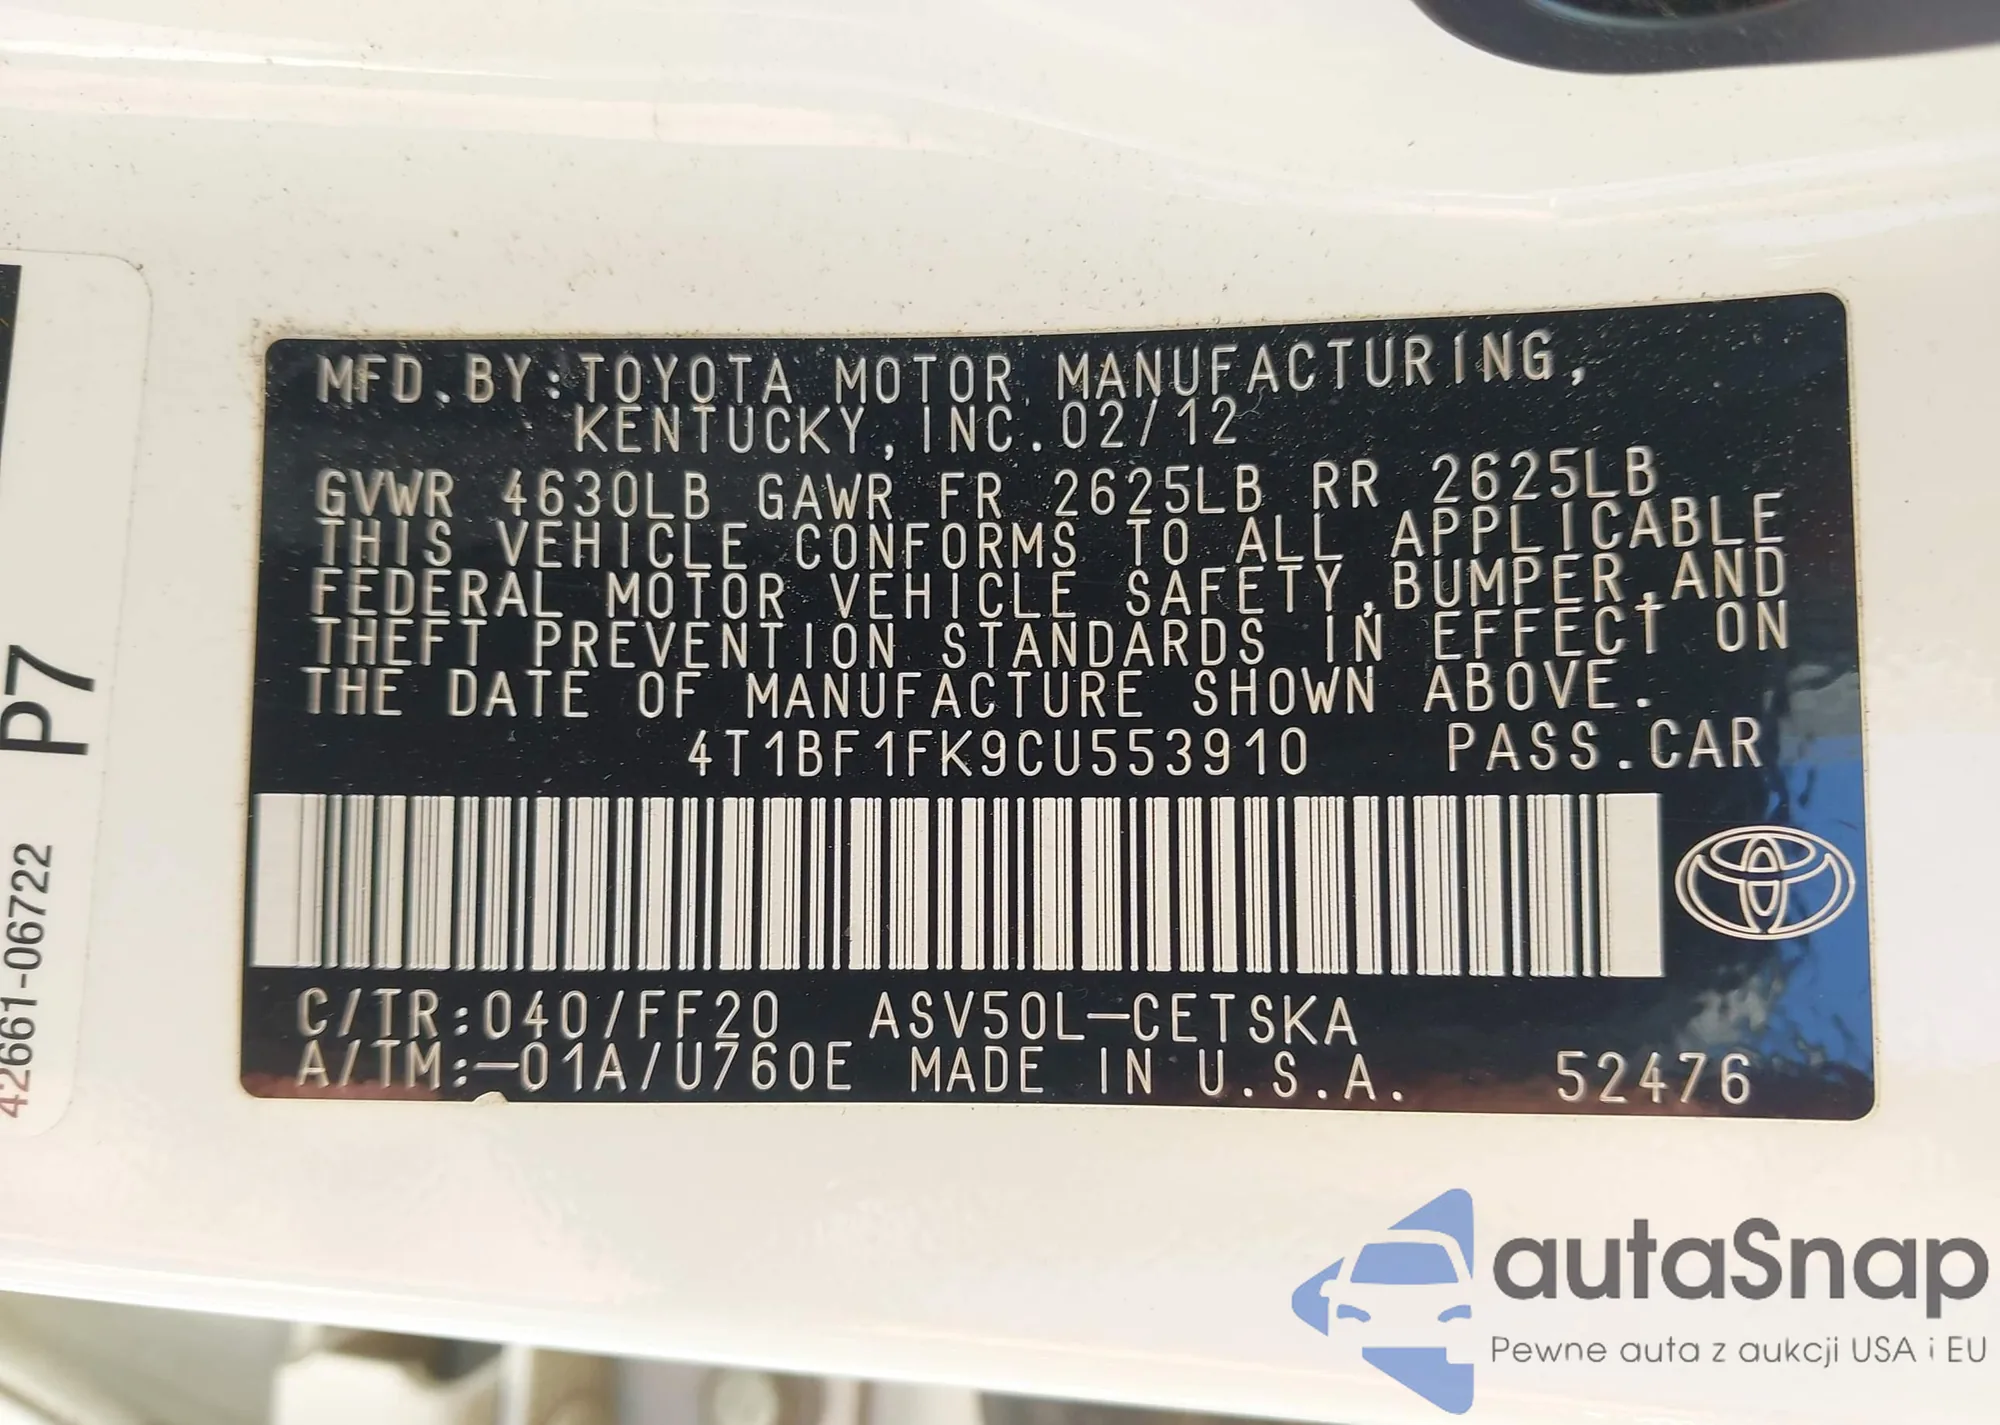 MFD.BY:TOYOTA MOTOR MANUFACTURING,
KENTUCKY,INC.02/12
GVWR 4630LB GAWR FR 2625LB RR 2625LB
THIS VEHICLE CONFORMS TO ALL APPLICABLE
FEDERAL MOTOR VEHICLE SAFETY,BUMPER,AND
THEFT PREVENTION STANDARDS IN EFFECT ON
THE DATE OF MANUFACTURE SHOWN ABOVE.
4T1BF1FK9CU553910 PASS.CAR
C/TR:040/FF20 ASV50L-CETSKA
A/TM:-01A/U760E MADE IN U.S.A. 52476
P7
42661-06722
autaSnap
Pewne auta z aukcji USA i EU